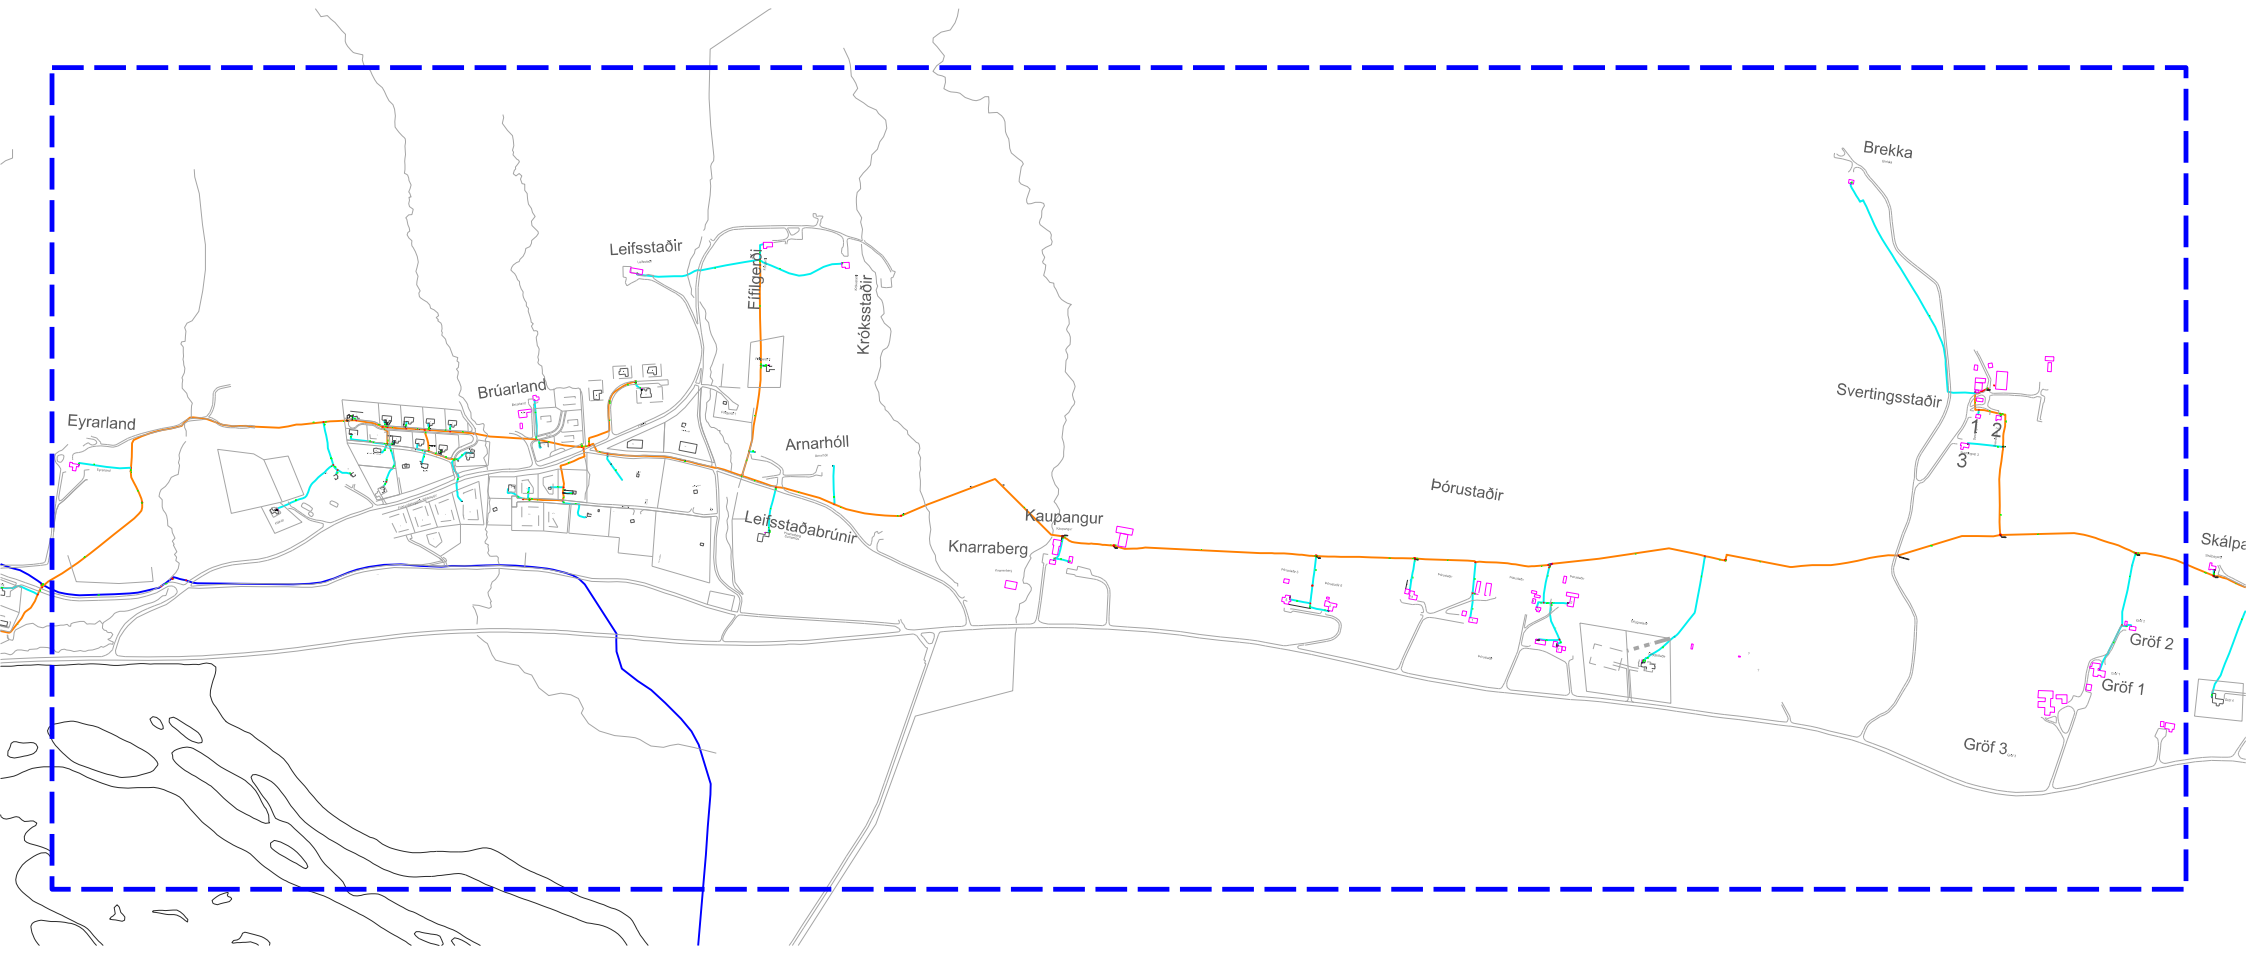 Brekka
Leifsstaðir
Fífilgerði
Króksstaðir
Brúarland
Svertingsstaðir
Eyrarland
1
2
3
Arnarhóll
Þórustaðir
Kaupangur
Leifsstaðabrúnir
Knarraberg
Skálpa
Gröf 2
Gröf 1
Gröf 3